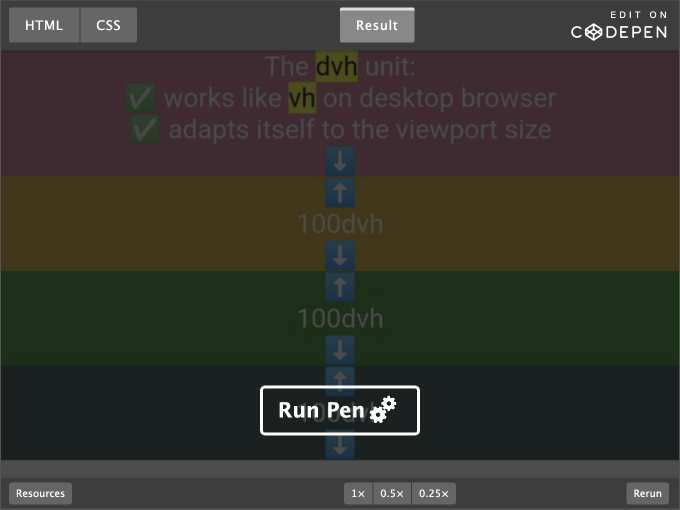 HTML CSS Result EDIT ON
CODEPEN
The dvh unit:
✅ works like vh on desktop browser
✅ adapts itself to the viewport size
⬇️
⬆️
100dvh
⬇️
⬆️
100dvh
⬇️
⬆️
100dvh
Run Pen
⬇️
Resources 1× 0.5× 0.25× Rerun